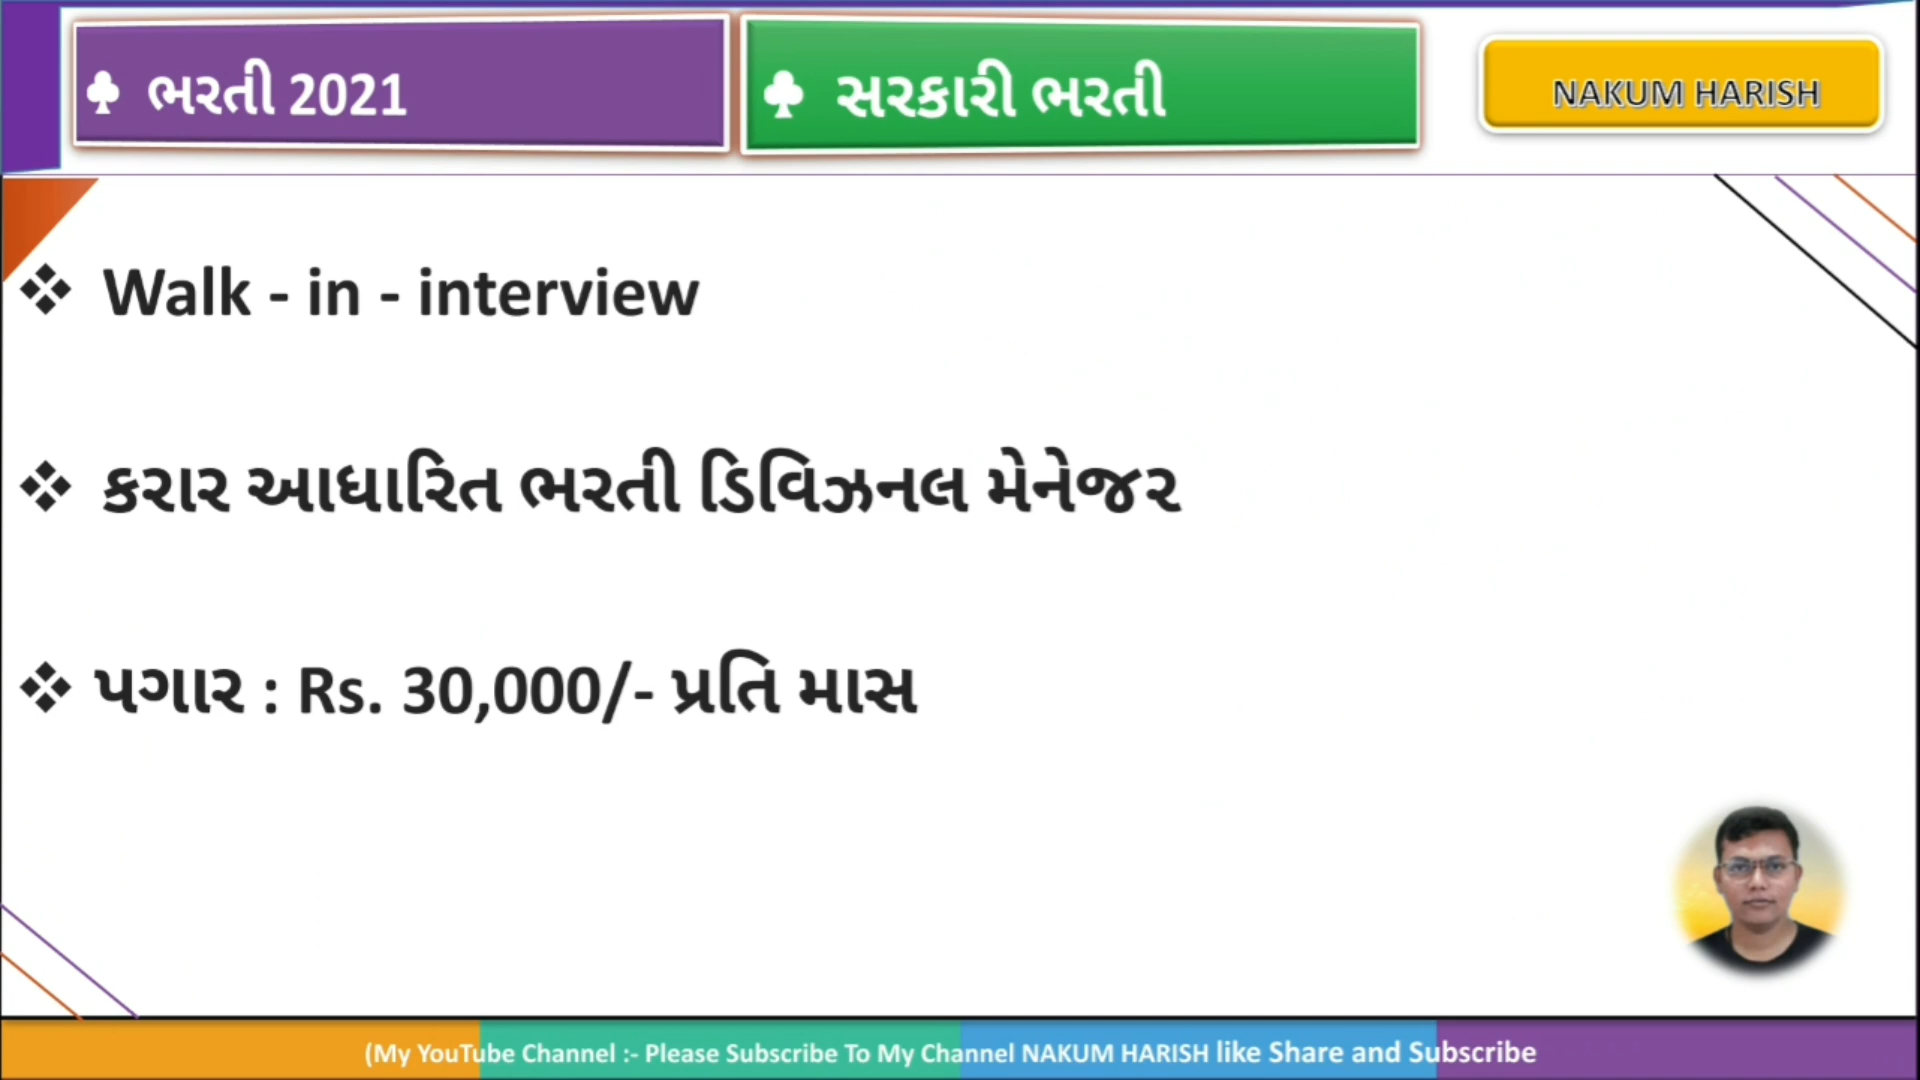 ♣ ભરતી 2021
♣ સરકારી ભરતી
NAKUM HARISH
❖ Walk - in - interview
❖ કરાર આધારિત ભરતી ડિવિઝનલ મેનેજર
❖ પગાર : Rs. 30,000/- પ્રતિ માસ
(My YouTube Channel :- Please Subscribe To My Channel NAKUM HARISH like Share and Subscribe